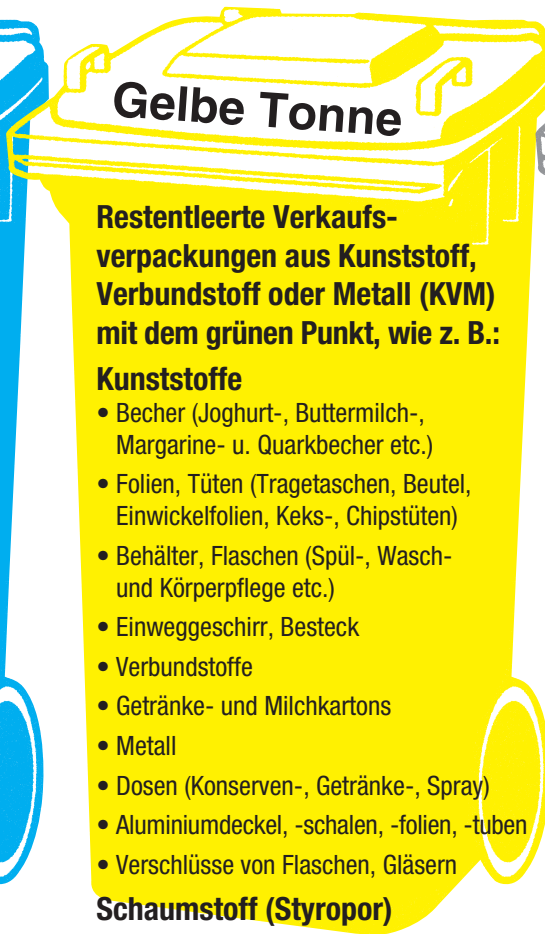 Gelbe Tonne
Restentleerte Verkaufs-
verpackungen aus Kunststoff,
Verbundstoff oder Metall (KVM)
mit dem grünen Punkt, wie z. B.:
Kunststoffe
• Becher (Joghurt-, Buttermilch-,
Margarine- u. Quarkbecher etc.)
• Folien, Tüten (Tragetaschen, Beutel,
Einwickelfolien, Keks-, Chipstüten)
• Behälter, Flaschen (Spül-, Wasch-
und Körperpflege etc.)
• Einweggeschirr, Besteck
• Verbundstoffe
• Getränke- und Milchkartons
• Metall
• Dosen (Konserven-, Getränke-, Spray)
• Aluminiumdeckel, -schalen, -folien, -tuben
• Verschlüsse von Flaschen, Gläsern
Schaumstoff (Styropor)